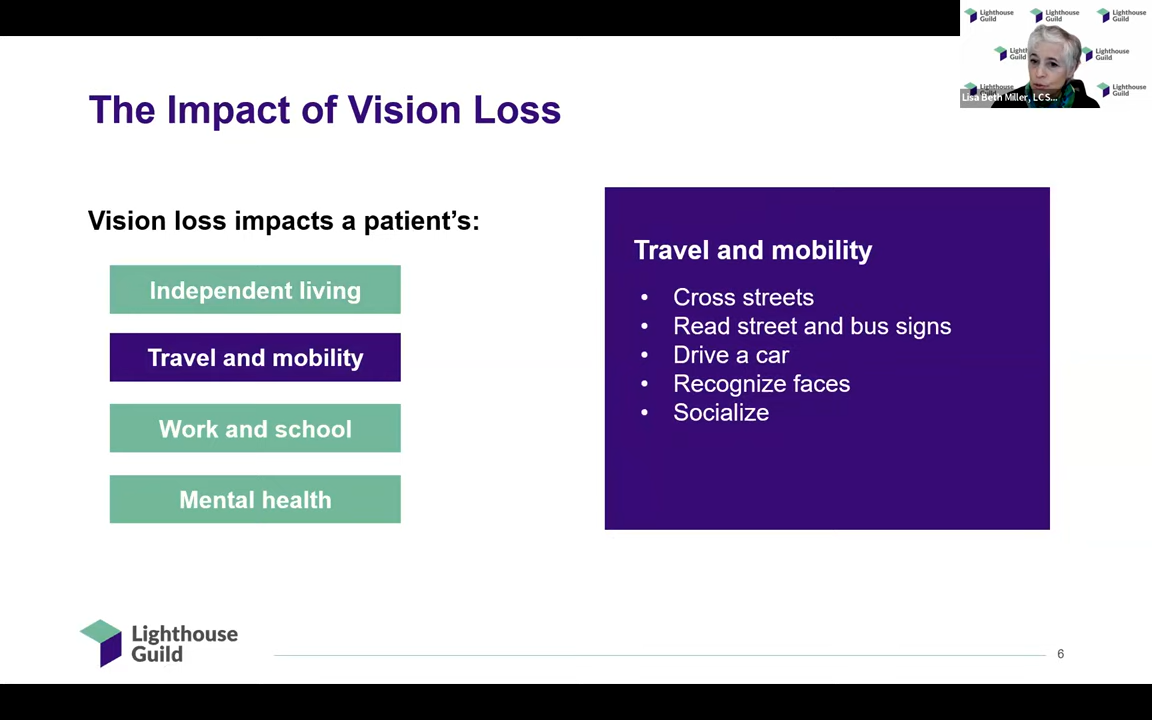 The Impact of Vision Loss
Vision loss impacts a patient's:
Independent living
Travel and mobility
Work and school
Mental health
Travel and mobility
• Cross streets
• Read street and bus signs
• Drive a car
• Recognize faces
• Socialize
Lighthouse
Guild
6
Lighthouse
Guild
Lighthouse
Guild
Lighthouse
Guild
Lighthouse
Guild
Lighthouse
Guild
Lisa Beth Miller, LCS...